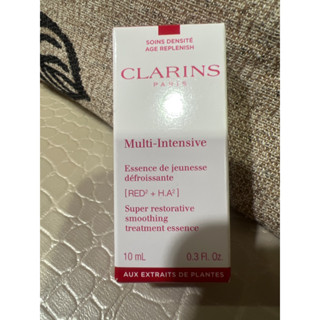 SOINS DENSITÉ
AGE REPLENISH
CLARINS
PARIS
Multi-Intensive
Essence de jeunesse
défroissante
[RED² + H.A²]
Super restorative
smoothing
treatment essence
10 mL 0.3 Fl. Oz.
AUX EXTRAITS DE PLANTES